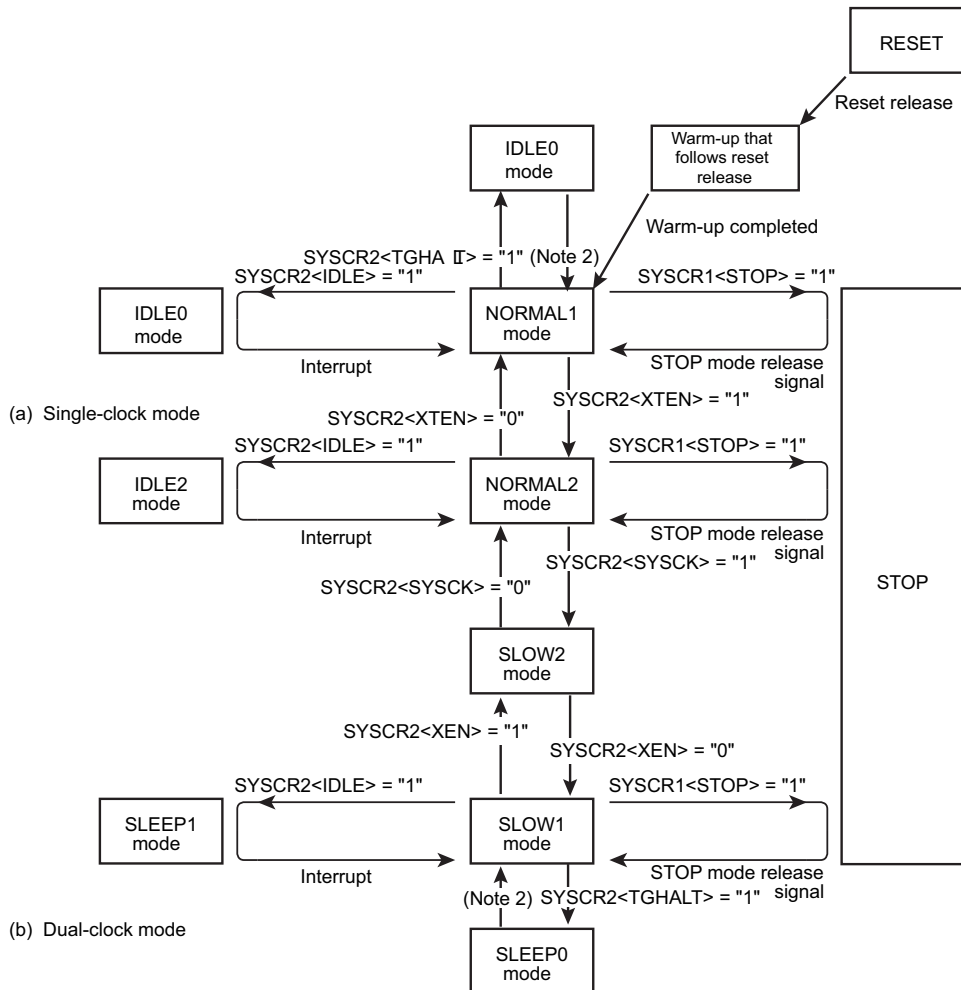 RESET
Reset release
IDLE0
mode
Warm-up that
follows reset
release
Warm-up completed
SYSCR2<TGHA II> = "1" (Note 2)
SYSCR2<IDLE> = "1"
SYSCR1<STOP> = "1"
IDLE0
mode
NORMAL1
mode
Interrupt
STOP mode release
signal
(a) Single-clock mode
SYSCR2<XTEN> = "0"
SYSCR2<XTEN> = "1"
SYSCR2<IDLE> = "1"
SYSCR1<STOP> = "1"
IDLE2
mode
NORMAL2
mode
Interrupt
STOP mode release
signal
SYSCR2<SYSCK> = "0"
SYSCR2<SYSCK> = "1"
STOP
SLOW2
mode
SYSCR2<XEN> = "1"
SYSCR2<XEN> = "0"
SYSCR2<IDLE> = "1"
SYSCR1<STOP> = "1"
SLEEP1
mode
SLOW1
mode
Interrupt
STOP mode release
signal
(Note 2)
SYSCR2<TGHALT> = "1"
(b) Dual-clock mode
SLEEP0
mode